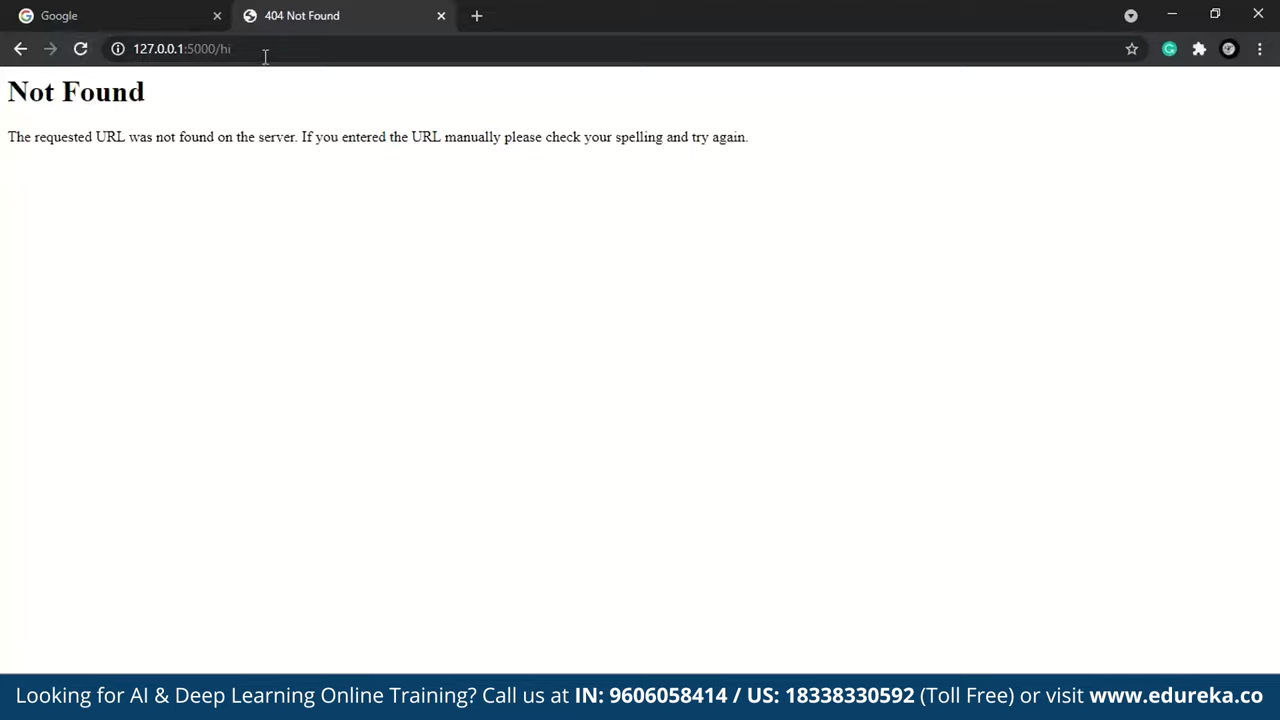 Google
404 Not Found
127.0.0.1:5000/hi
Not Found
The requested URL was not found on the server. If you entered the URL manually please check your spelling and try again.
Looking for AI & Deep Learning Online Training? Call us at IN: 9606058414 / US: 18338330592 (Toll Free) or visit www.edureka.co